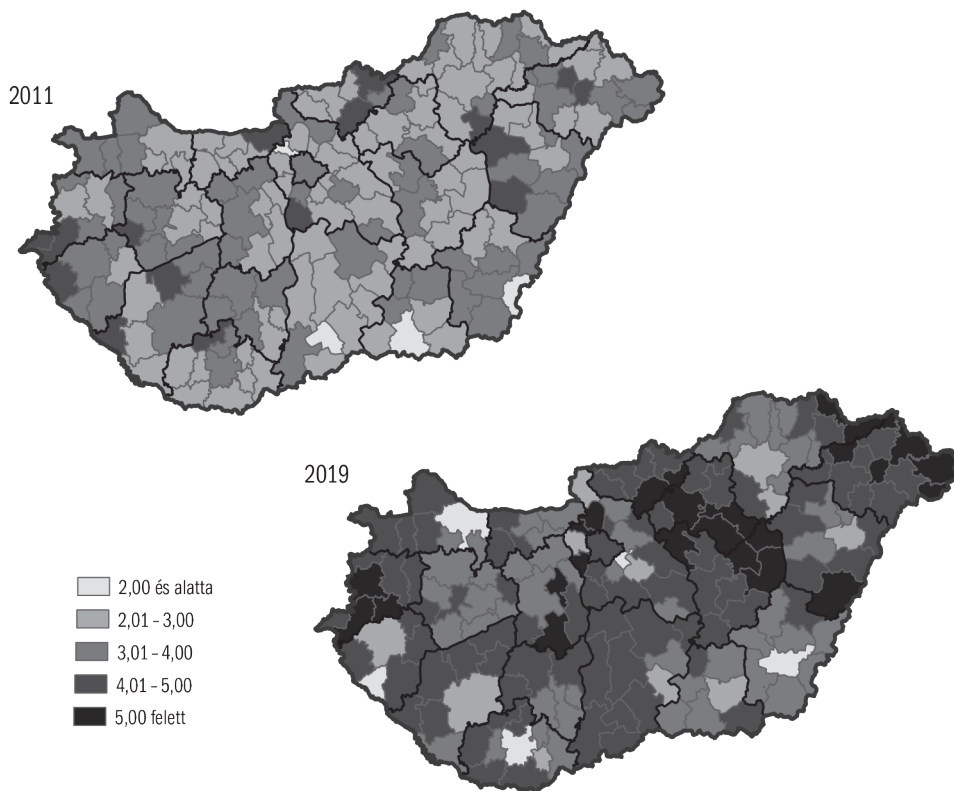 2011
2019
2,00 és alatta
2,01 – 3,00
3,01 – 4,00
4,01 – 5,00
5,00 felett